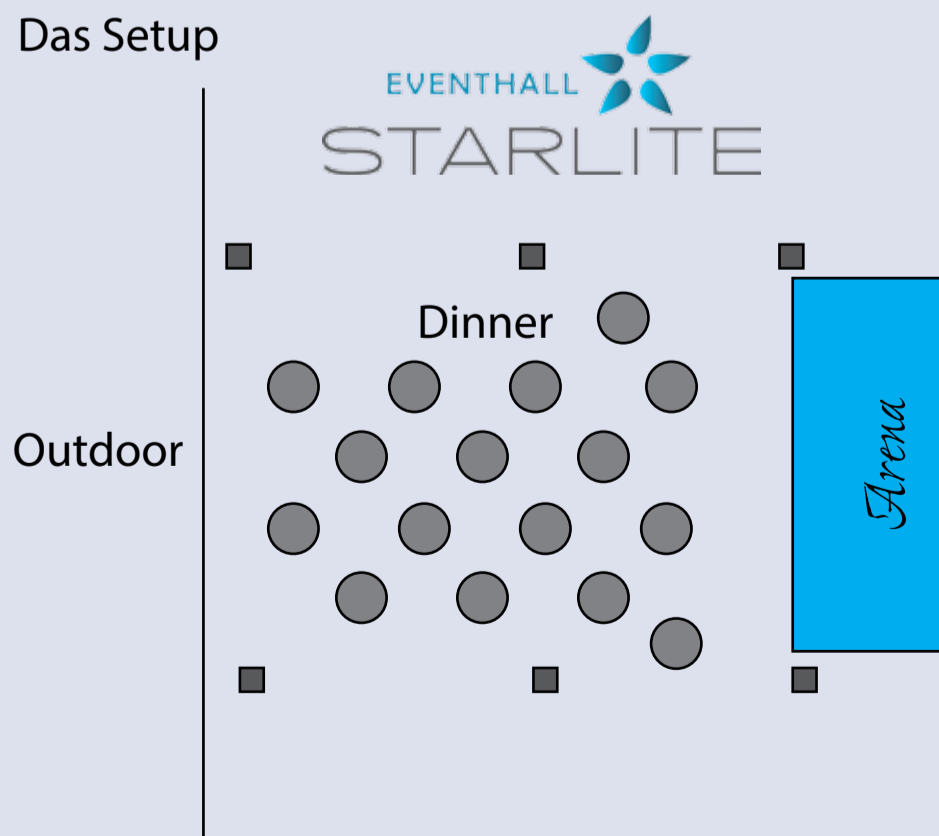 Das Setup
EVENTHALL
STARLITE
Dinner
Outdoor
Arena